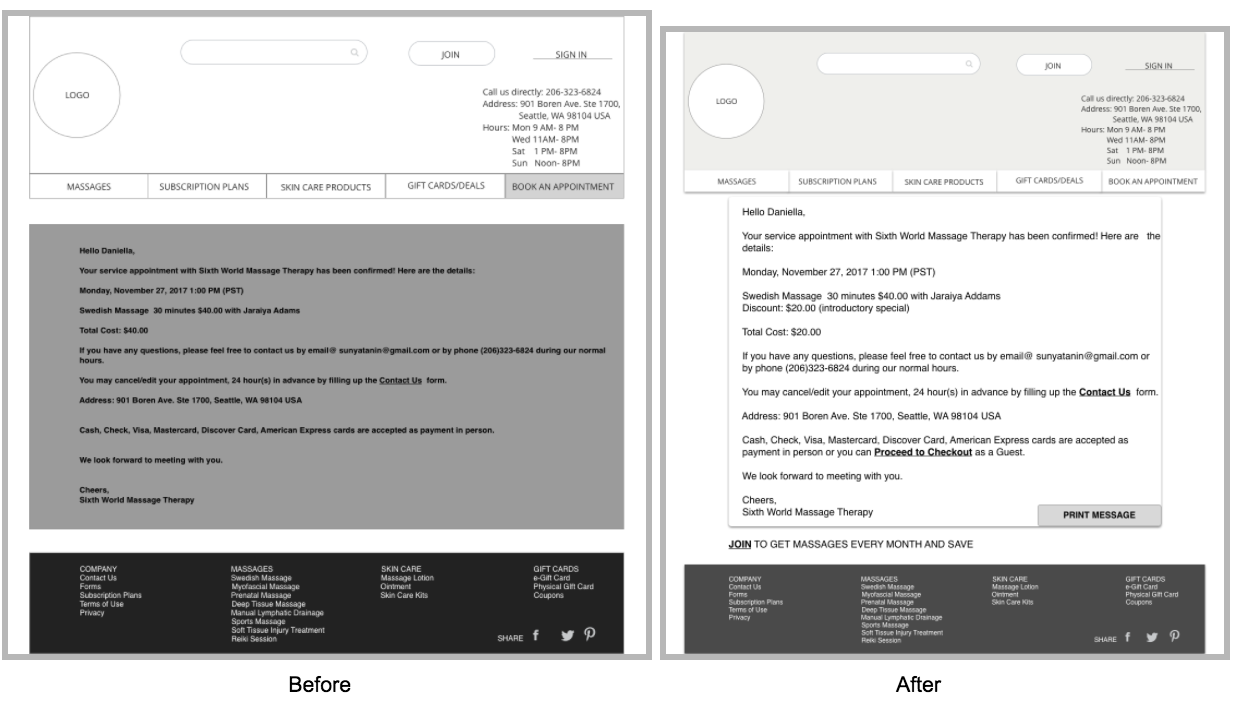 JOIN
SIGN IN
LOGO
Call us directly: 206-323-6824
Address: 901 Boren Ave. Ste 1700,
Seattle, WA 98104 USA
Hours: Mon 9 AM- 8 PM
Wed 11AM- 8PM
Sat 1 PM- 8PM
Sun Noon- 8PM
MASSAGES
SUBSCRIPTION PLANS
SKIN CARE PRODUCTS
GIFT CARDS/DEALS
BOOK AN APPOINTMENT
Hello Daniella,
Your service appointment with Sixth World Massage Therapy has been confirmed! Here are the details:
Monday, November 27, 2017 1:00 PM (PST)
Swedish Massage 30 minutes $40.00 with Jaraiya Adams
Total Cost: $40.00
If you have any questions, please feel free to contact us by email@ sunyatanin@gmail.com or by phone (206)323-6824 during our normal
hours.
You may cancel/edit your appointment, 24 hour(s) in advance by filling up the Contact Us form.
Address: 901 Boren Ave. Ste 1700, Seattle, WA 98104 USA
Cash, Check, Visa, Mastercard, Discover Card, American Express cards are accepted as payment in person.
We look forward to meeting with you.
Cheers,
Sixth World Massage Therapy
COMPANY
Contact Us
Forms
Subscription Plans
Terms of Use
Privacy
MASSAGES
Swedish Massage
Myofascial Massage
Prenatal Massage
Deep Tissue Massage
Manual Lymphatic Drainage
Sports Massage
Soft Tissue Injury Treatment
Reiki Session
SKIN CARE
Massage Lotion
Ointment
Skin Care Kits
GIFT CARDS
e-Gift Card
Physical Gift Card
Coupons
SHARE
Before
JOIN
SIGN IN
LOGO
Call us directly: 206-323-6824
Address: 901 Boren Ave. Ste 1700,
Seattle, WA 98104 USA
Hours: Mon 9 AM- 8 PM
Wed 11AM- 8PM
Sat 1 PM- 8PM
Sun Noon- 8PM
MASSAGES
SUBSCRIPTION PLANS
SKIN CARE PRODUCTS
GIFT CARDS/DEALS
BOOK AN APPOINTMENT
Hello Daniella,
Your service appointment with Sixth World Massage Therapy has been confirmed! Here are the
details:
Monday, November 27, 2017 1:00 PM (PST)
Swedish Massage 30 minutes $40.00 with Jaraiya Addams
Discount: $20.00 (introductory special)
Total Cost: $20.00
If you have any questions, please feel free to contact us by email@ sunyatanin@gmail.com or
by phone (206)323-6824 during our normal hours.
You may cancel/edit your appointment, 24 hour(s) in advance by filling up the Contact Us form.
Address: 901 Boren Ave. Ste 1700, Seattle, WA 98104 USA
Cash, Check, Visa, Mastercard, Discover Card, American Express cards are accepted as
payment in person or you can Proceed to Checkout as a Guest.
We look forward to meeting with you.
Cheers,
Sixth World Massage Therapy
PRINT MESSAGE
JOIN TO GET MASSAGES EVERY MONTH AND SAVE
COMPANY
Contact Us
Forms
Subscription Plans
Terms of Use
Privacy
MASSAGES
Swedish Massage
Myofascial Massage
Prenatal Massage
Deep Tissue Massage
Manual Lymphatic Drainage
Sports Massage
Soft Tissue Injury Treatment
Reiki Session
SKIN CARE
Massage Lotion
Ointment
Skin Care Kits
GIFT CARDS
e-Gift Card
Physical Gift Card
Coupons
SHARE
After